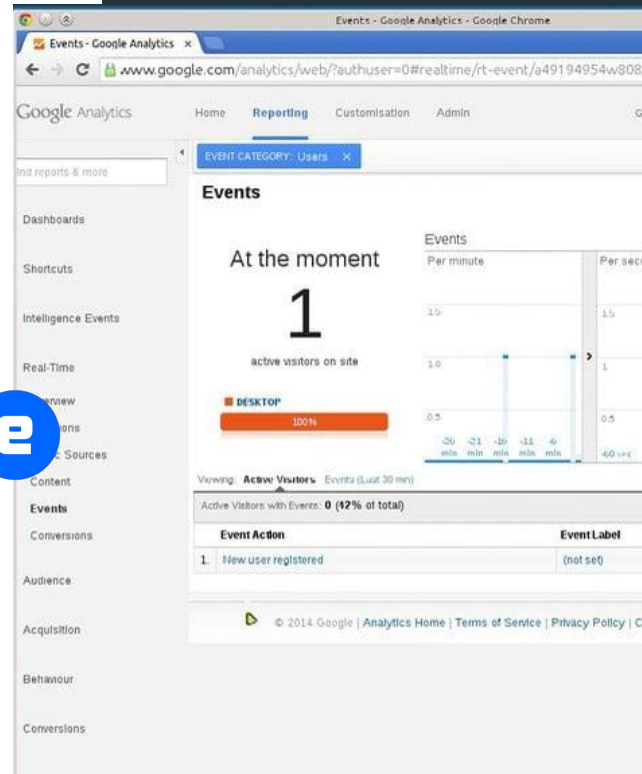 Events - Google Analytics - Google Chrome
Events - Google Analytics ×
www.google.com/analytics/web/?authuser=0#realtime/rt-event/a49194954w808
Google Analytics
Home Reporting Customisation Admin
EVENT CATEGORY: Users ×
reports & more
Events
Dashboards
Shortcuts
Intelligence Events
Real-Time
Sources
Content
Events
Conversions
Audience
Acquisition
Behaviour
Conversions
At the moment
1
active visitors on site
DESKTOP
100%
Events
Per minute
1.5
1.0
0.5
-26 min -21 min -16 min -11 min -6 min
Per sec
1.5
1
0.5
-60 sec
Viewing: Active Visitors Events (Last 30 min)
Active Visitors with Events: 0 (42% of total)
Event Action Event Label
1. New user registered (not set)
© 2014 Google | Analytics Home | Terms of Service | Privacy Policy | C
e